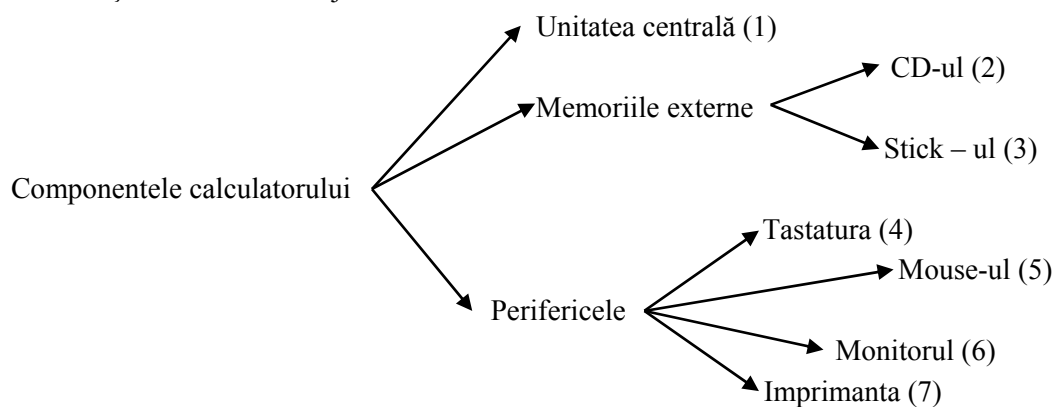 Unitatea centrală (1)
CD-ul (2)
Memoriile externe
Stick – ul (3)
Componentele calculatorului
Tastatura (4)
Mouse-ul (5)
Perifericele
Monitorul (6)
Imprimanta (7)